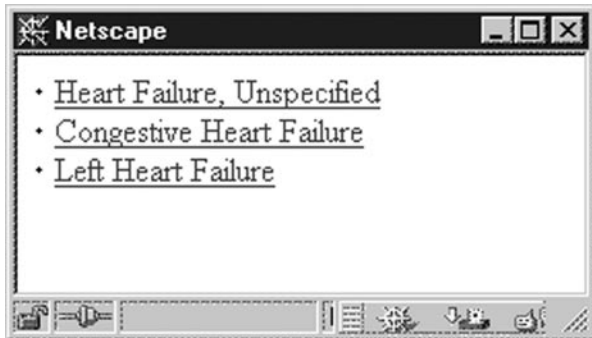 Netscape
• Heart Failure, Unspecified
• Congestive Heart Failure
• Left Heart Failure